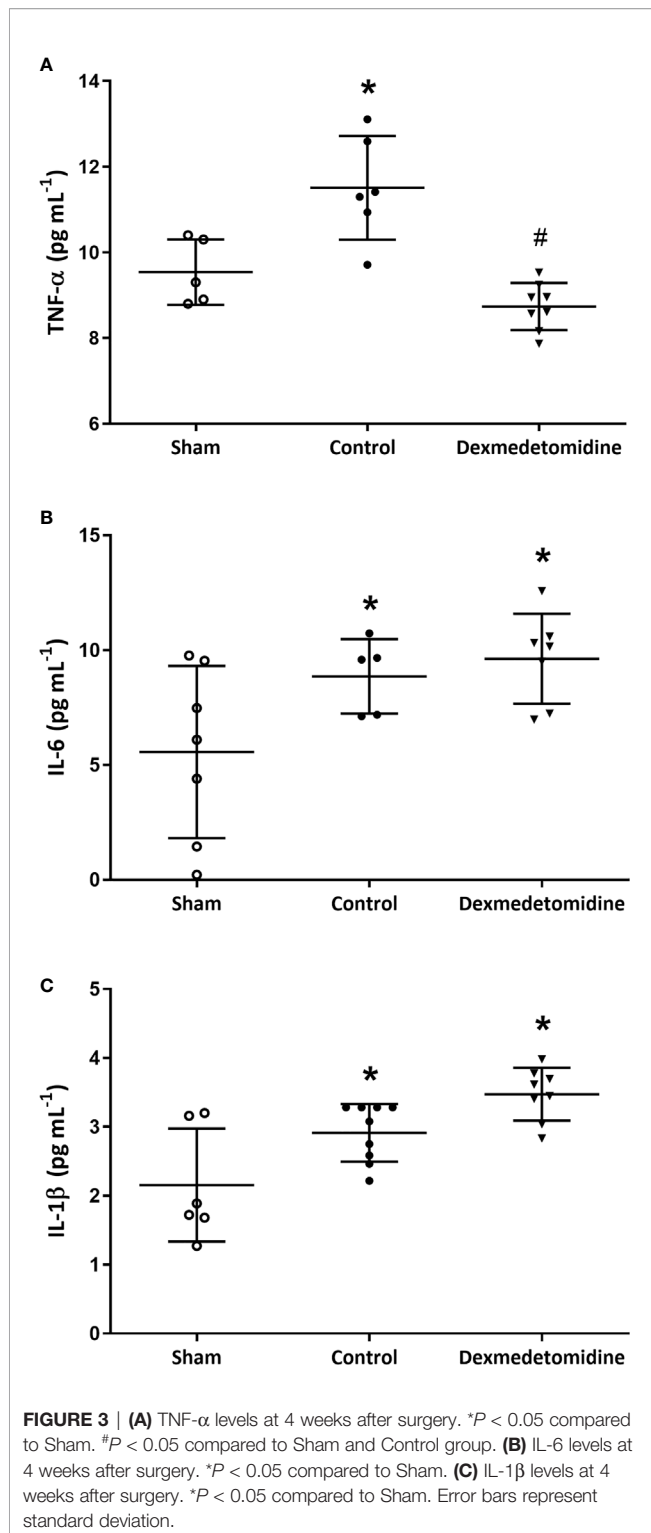 A
14
12
10
8
6
TNF-α (pg mL⁻¹)
*
#
Sham Control Dexmedetomidine
B
15
10
5
0
IL-6 (pg mL⁻¹)
*
*
Sham Control Dexmedetomidine
C
5
4
3
2
1
0
IL-1β (pg mL⁻¹)
*
*
Sham Control Dexmedetomidine
FIGURE 3 | (A) TNF-α levels at 4 weeks after surgery. *P < 0.05 compared
to Sham. #P < 0.05 compared to Sham and Control group. (B) IL-6 levels at
4 weeks after surgery. *P < 0.05 compared to Sham. (C) IL-1β levels at 4
weeks after surgery. *P < 0.05 compared to Sham. Error bars represent
standard deviation.